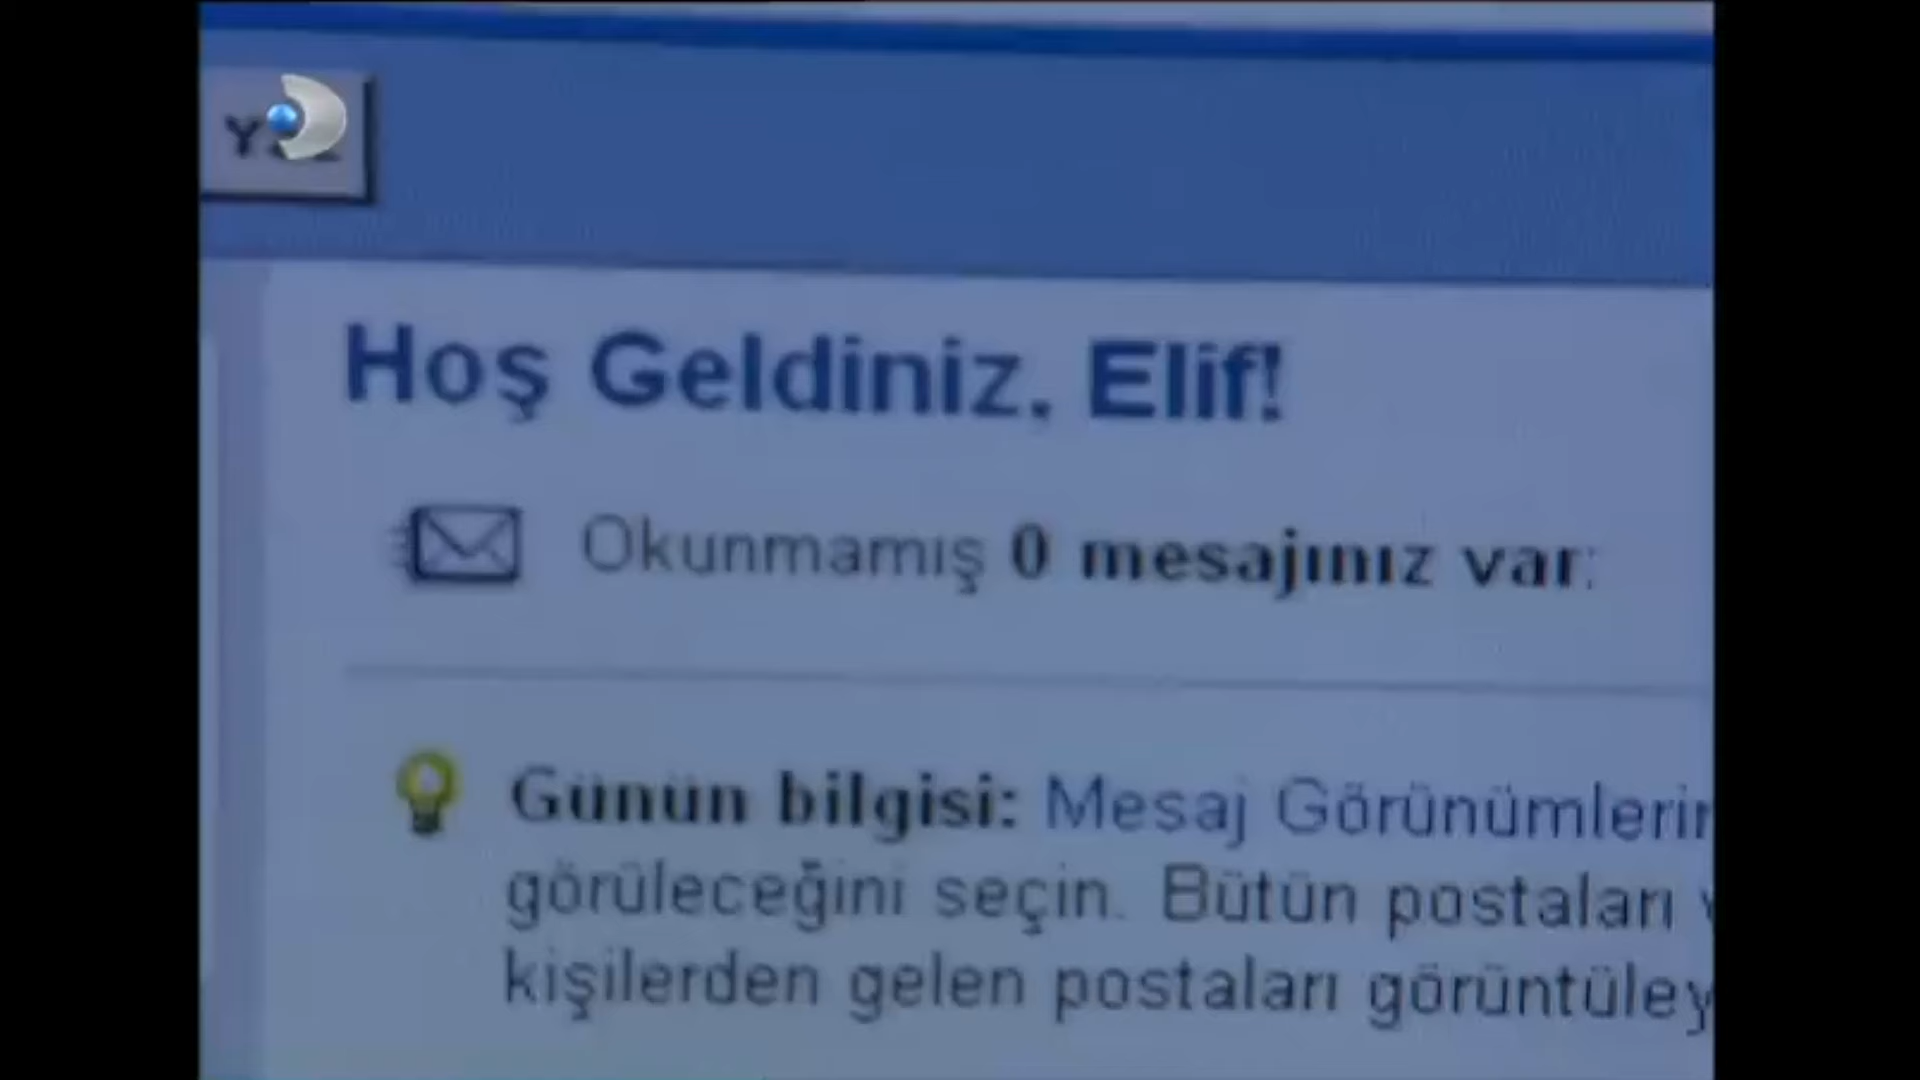 Hoş Geldiniz, Elif!
Okunmamış 0 mesajınız var:
Günün bilgisi: Mesaj Görünümlerin
görüleceğini seçin. Bütün postaları
kişilerden gelen postaları görüntüley